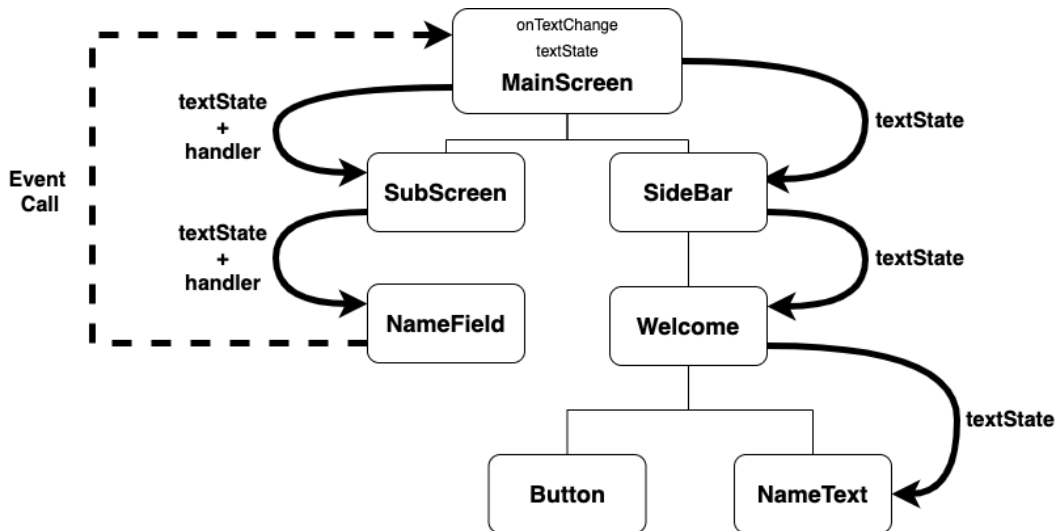 onTextChange
textState
MainScreen
textState
+
handler
textState
Event
Call
SubScreen
SideBar
textState
+
handler
textState
NameField
Welcome
textState
Button
NameText